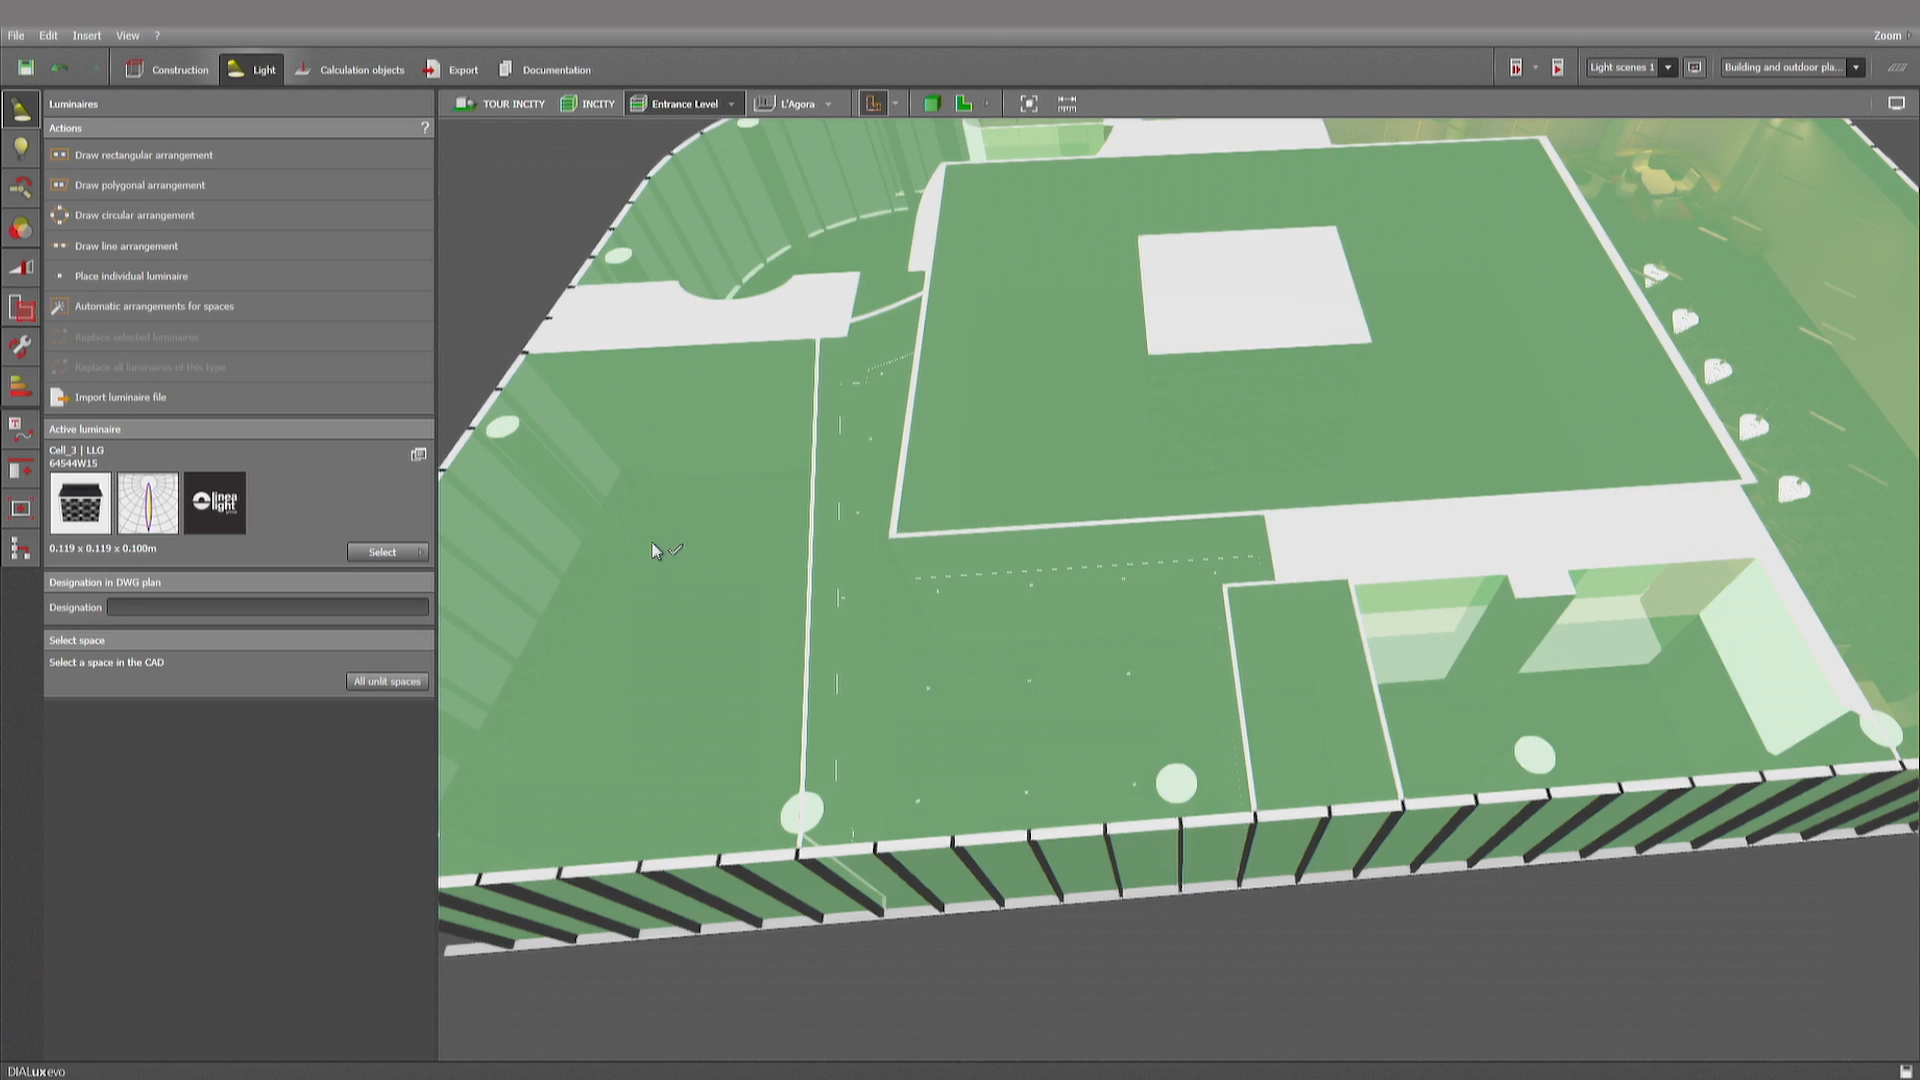 File Edit Insert View ?
Zoom
Construction Light Calculation objects Export Documentation
Light scenes 1
Building and outdoor pla...
Luminaires
TOUR INCITY INCITY Entrance Level L'Agora
Actions ?
Draw rectangular arrangement
Draw polygonal arrangement
Draw circular arrangement
Draw line arrangement
Place individual luminaire
Automatic arrangements for spaces
Replace selected luminaires
Replace all luminaires of this type
Import luminaire file
Active luminaire
Cell_3 | LLG
64544W15
linea
light
0.119 x 0.119 x 0.100m
Select
Designation in DWG plan
Designation
Select space
Select a space in the CAD
All unlit spaces
DIALux evo